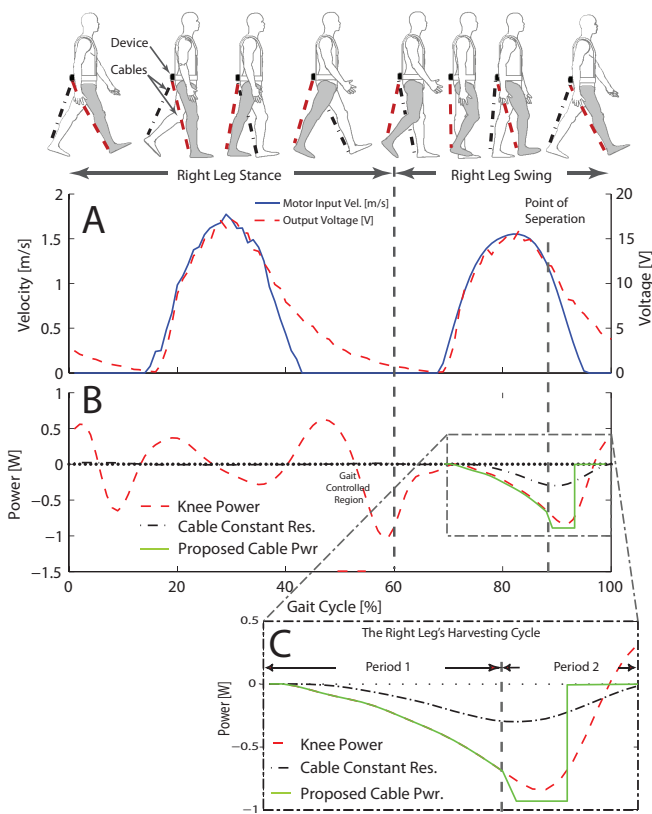 Device
Cables
Right Leg Stance
Right Leg Swing
A
Motor Input Vel. [m/s]
Output Voltage [V]
Point of
Seperation
Velocity [m/s]
2
1.5
1
0.5
0
Voltage [V]
20
15
10
5
0
B
Power [W]
1
0.5
0
-0.5
-1
-1.5
Gait
Controlled
Region
Knee Power
Cable Constant Res.
Proposed Cable Pwr
0
20
40
60
80
100
Gait Cycle [%]
C
The Right Leg's Harvesting Cycle
Period 1
Period 2
Power [W]
0.5
0
-0.5
-1
Knee Power
Cable Constant Res.
Proposed Cable Pwr.